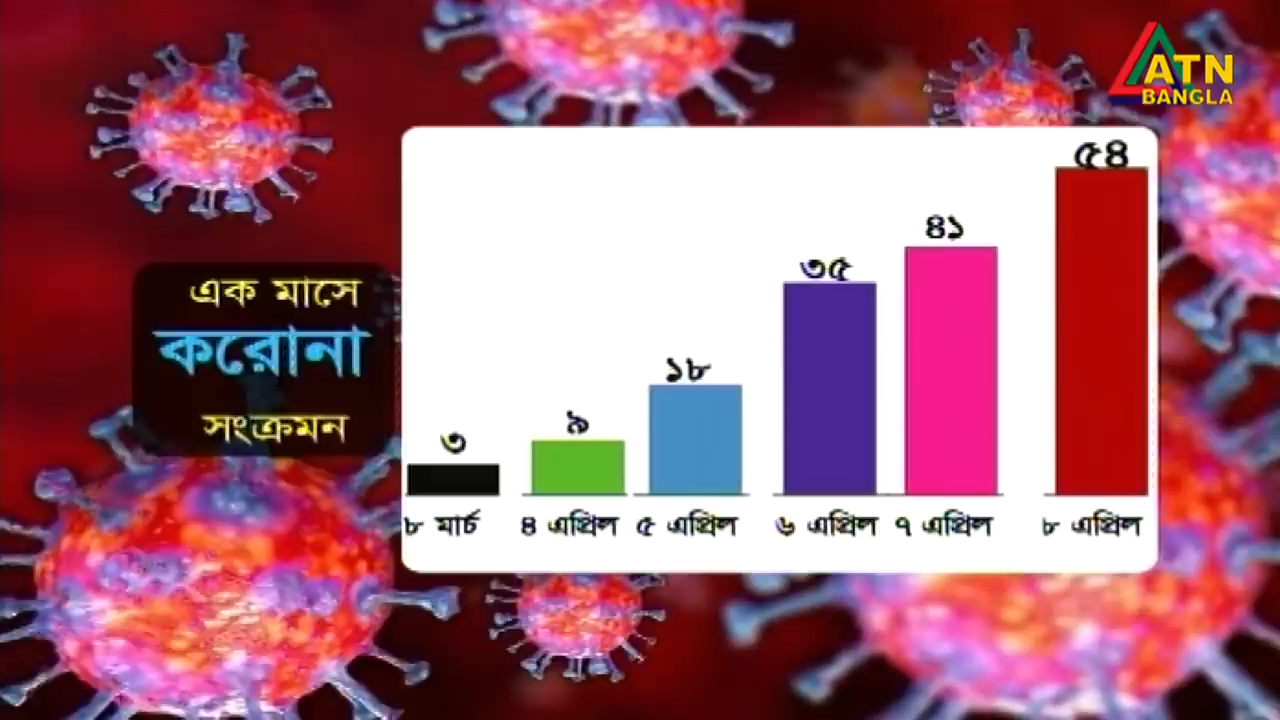 ATN
BANGLA
এক মাসে
করোনা
সংক্রমন
৩
৯
১৮
৩৫
৪১
৫৪
৮ মার্চ
৪ এপ্রিল
৫ এপ্রিল
৬ এপ্রিল
৭ এপ্রিল
৮ এপ্রিল